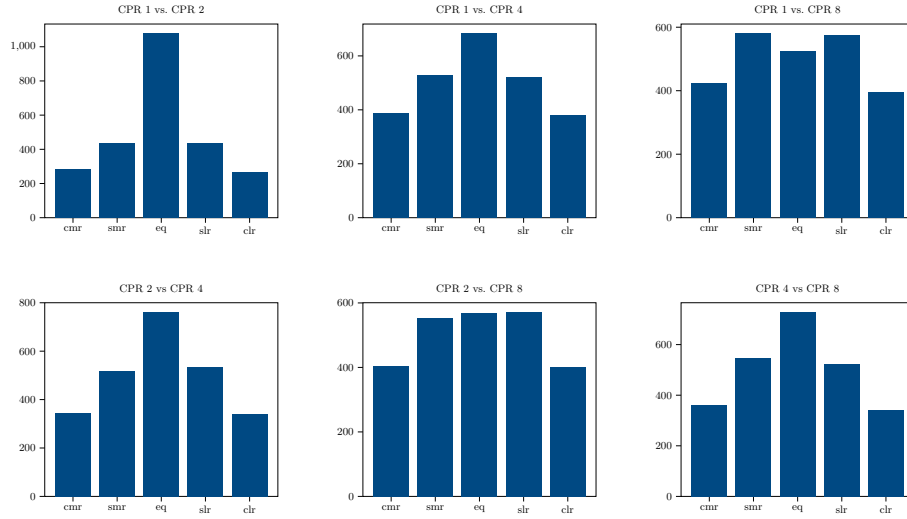 CPR 1 vs. CPR 2
1,000
800
600
400
200
0
cmr smr eq slr clr
CPR 1 vs. CPR 4
600
400
200
0
cmr smr eq slr clr
CPR 1 vs. CPR 8
600
400
200
0
cmr smr eq slr clr
CPR 2 vs CPR 4
800
600
400
200
0
cmr smr eq slr clr
CPR 2 vs. CPR 8
600
400
200
0
cmr smr eq slr clr
CPR 4 vs CPR 8
600
400
200
0
cmr smr eq slr clr